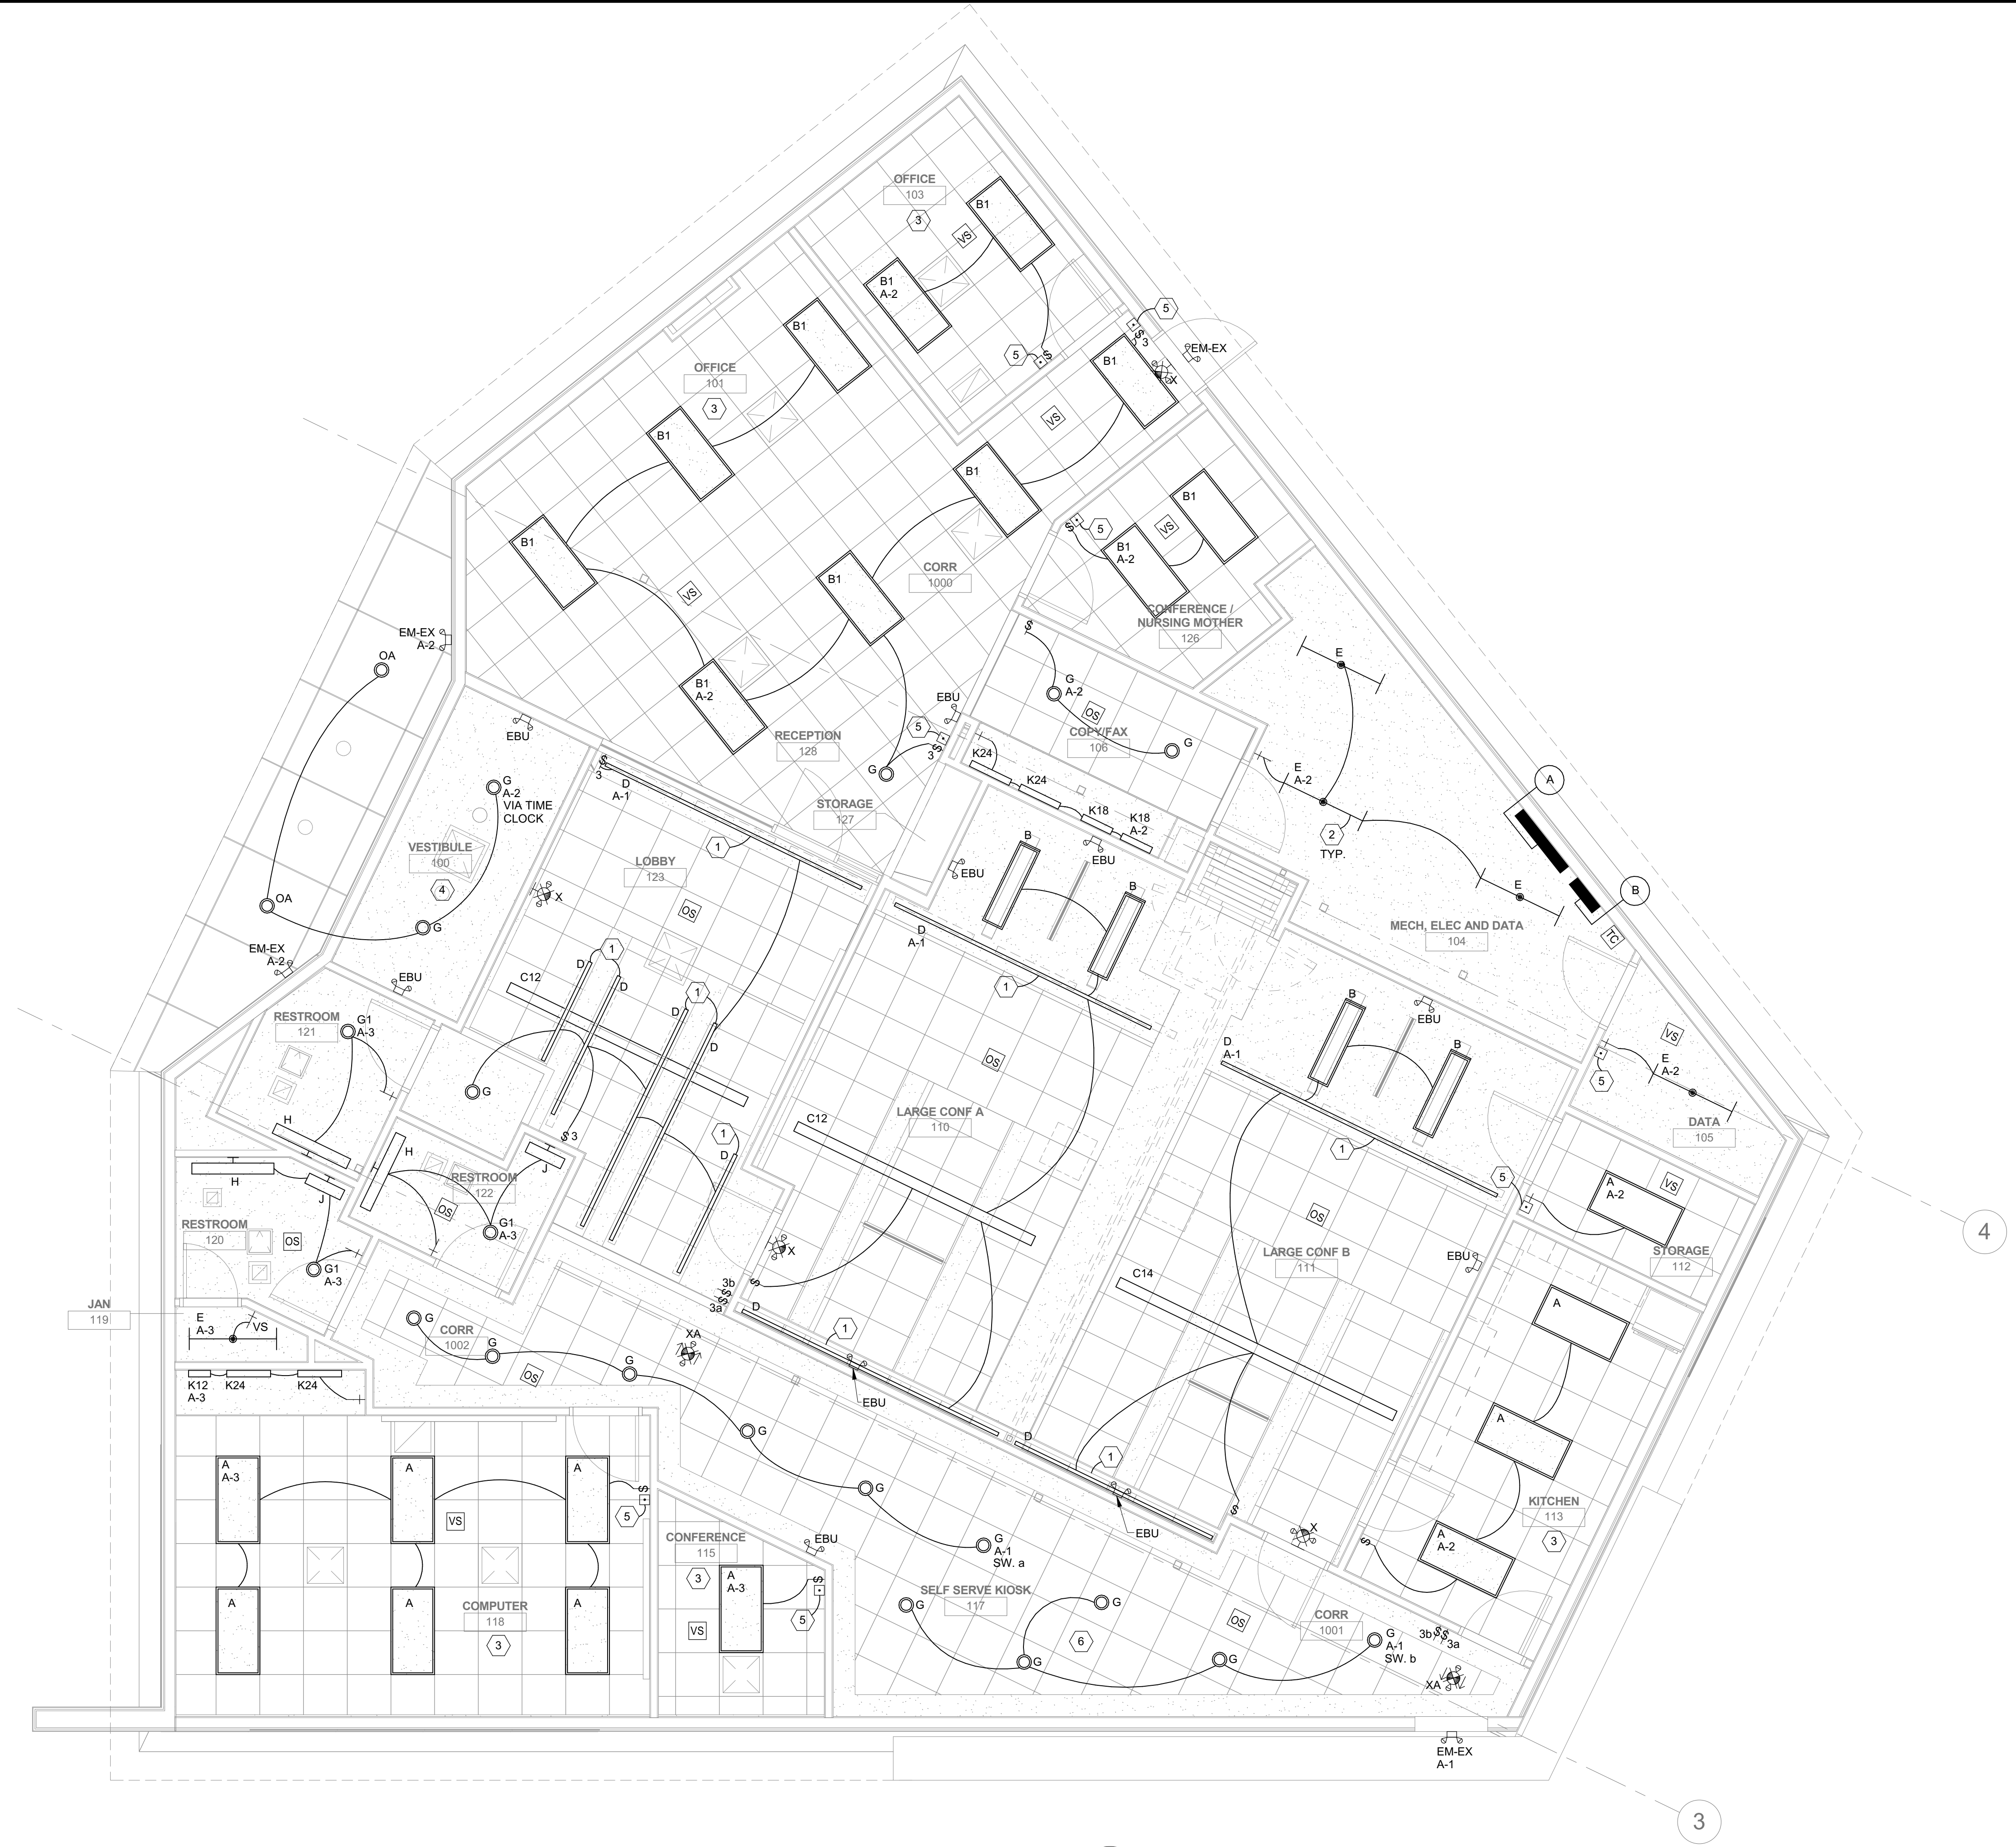 OFFICE
103
3
B1
VS
B1
A-2
5
5
$
$
3
EM-EX
B1
X
B1
OFFICE
101
3
VS
B1
B1
B1
VS
5
$
B1
A-2
CORR
1000
B1
B1
VS
CONFERENCE /
NURSING MOTHER
126
$
EM-EX
A-2
OA
E
B1
A-2
G
A-2
EBU
OS
EBU
5
$
3
RECEPTION
128
COPY/FAX
106
G
K24
$
3
D
A-1
G
E
A-2
A
G
A-2
VIA TIME
CLOCK
K24
STORAGE
127
K18
K18
A-2
2
TYP.
1
B
VESTIBULE
100
4
LOBBY
123
EBU
EBU
E
B
B
X
OA
OS
D
A-1
G
MECH, ELEC AND DATA
104
TC
EM-EX
A-2
1
D
C12
EBU
D
1
D
1
B
EBU
RESTROOM
121
G1
A-3
VS
D
OS
D
A-1
B
E
A-2
5
G
LARGE CONF A
110
C12
H
DATA
105
$ 3
1
1
H
J
D
RESTROOM
122
H
5
A
A-2
VS
J
OS
OS
RESTROOM
120
OS
G1
A-3
X
LARGE CONF B
111
EBU
STORAGE
112
G1
A-3
C14
3b
$$
3a
$
JAN
119
E
A-3
VS
G
CORR
1002
D
1
A
XA
G
G
OS
K12
A-3
K24
K24
EBU
A
G
D
1
A
A-3
A
A
G
KITCHEN
113
3
$
5
VS
CONFERENCE
115
EBU
EBU
$
X
A
A-2
$
G
A-1
SW. a
3
A
A-3
$
SELF SERVE KIOSK
117
A
A
A
COMPUTER
118
3
5
VS
G
G
OS
CORR
1001
6
G
A-1
SW. b
3b
$$
3a
G
G
XA
EM-EX
A-1
B
4
3